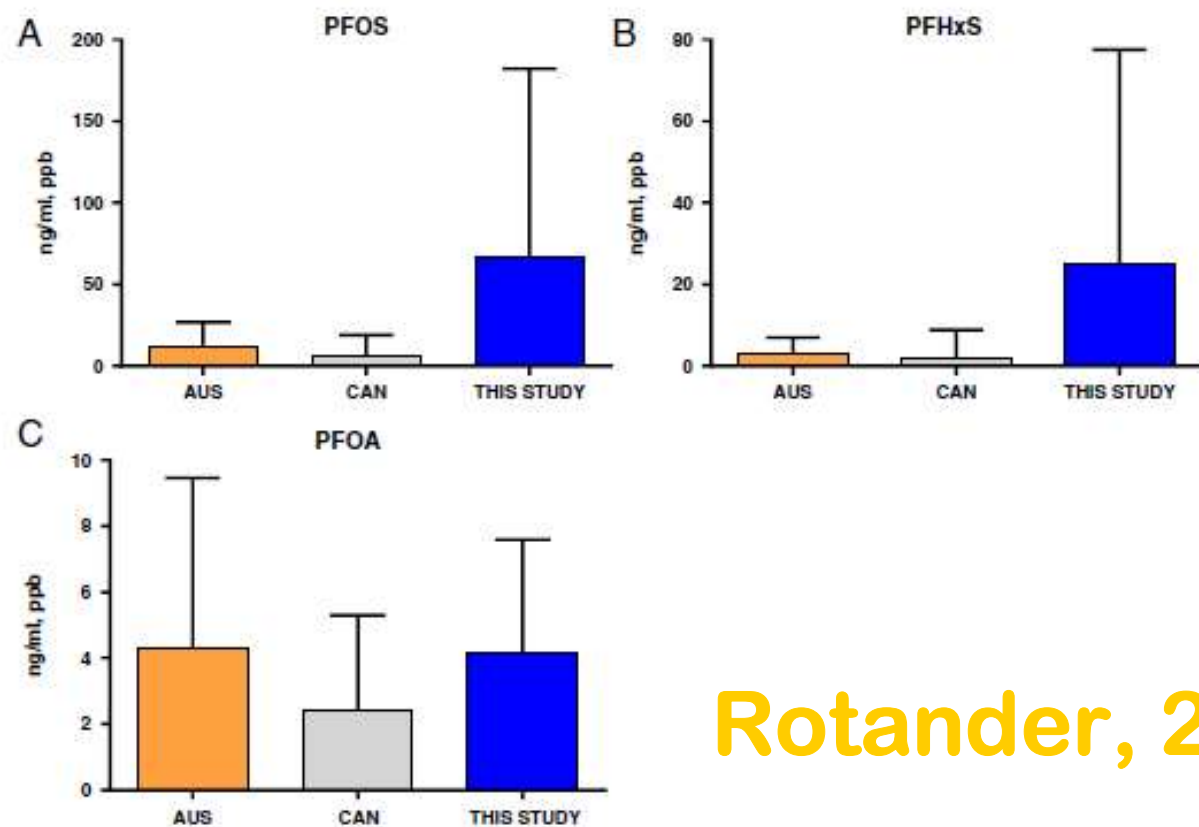 A
PFOS
200
150
100
50
0
ng/ml, ppb
AUS
CAN
THIS STUDY
B
PFHxS
80
60
40
20
0
ng/ml, ppb
AUS
CAN
THIS STUDY
C
PFOA
10
8
6
4
2
0
ng/ml, ppb
AUS
CAN
THIS STUDY
Rotander, 2